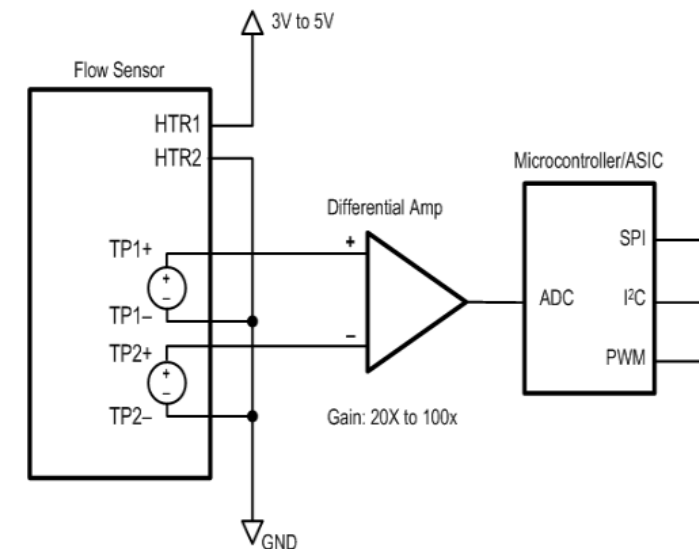 3V to 5V
Flow Sensor
HTR1
HTR2
Microcontroller/ASIC
Differential Amp
TP1+
+
SPI
+
−
ADC
I²C
TP1−
TP2+
−
PWM
+
−
TP2−
Gain: 20X to 100x
GND